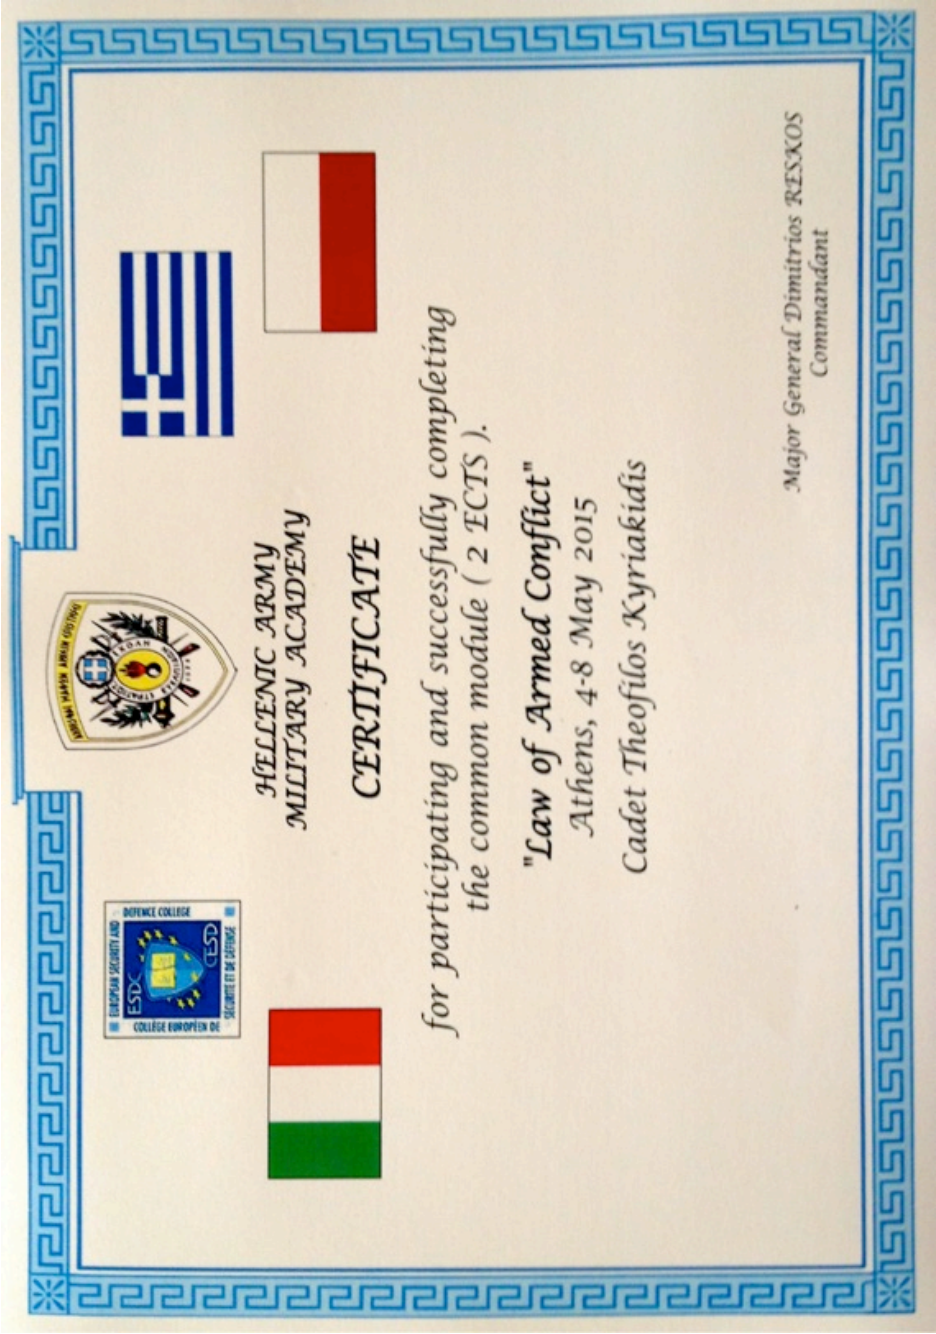 EUROPEAN SECURITY AND DEFENCE COLLEGE
ESDC
CESD
COLLÈGE EUROPÉEN DE SÉCURITÉ ET DE DÉFENSE
HELLENIC ARMY
MILITARY ACADEMY
CERTIFICATE
for participating and successfully completing
the common module ( 2 ECTS ).
"Law of Armed Conflict"
Athens, 4-8 May 2015
Cadet Theofilos Kyriakidis
Major General Dimitrios RESKOS
Commandant